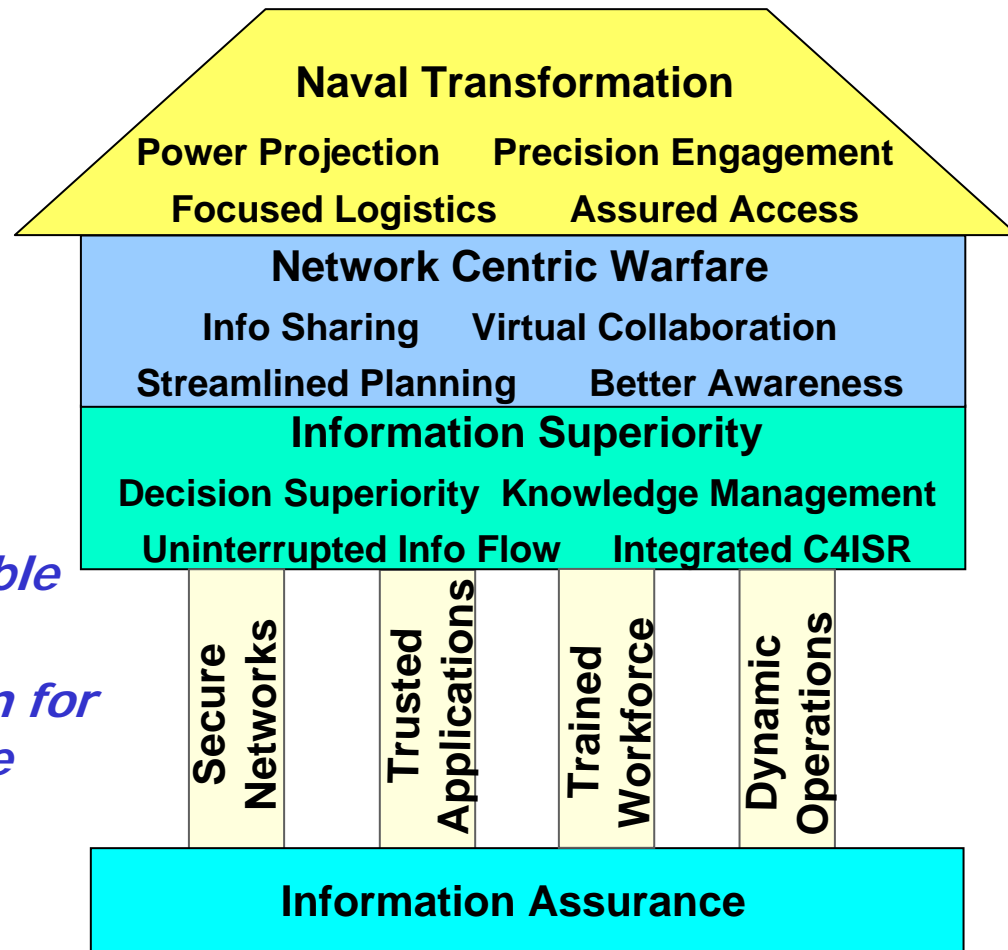 Naval Transformation
Power Projection Precision Engagement
Focused Logistics Assured Access
Network Centric Warfare
Info Sharing Virtual Collaboration
Streamlined Planning Better Awareness
Information Superiority
Decision Superiority Knowledge Management
Uninterrupted Info Flow Integrated C4ISR
for
Secure
Networks
Trusted
Applications
Trained
Workforce
Dynamic
Operations
Information Assurance